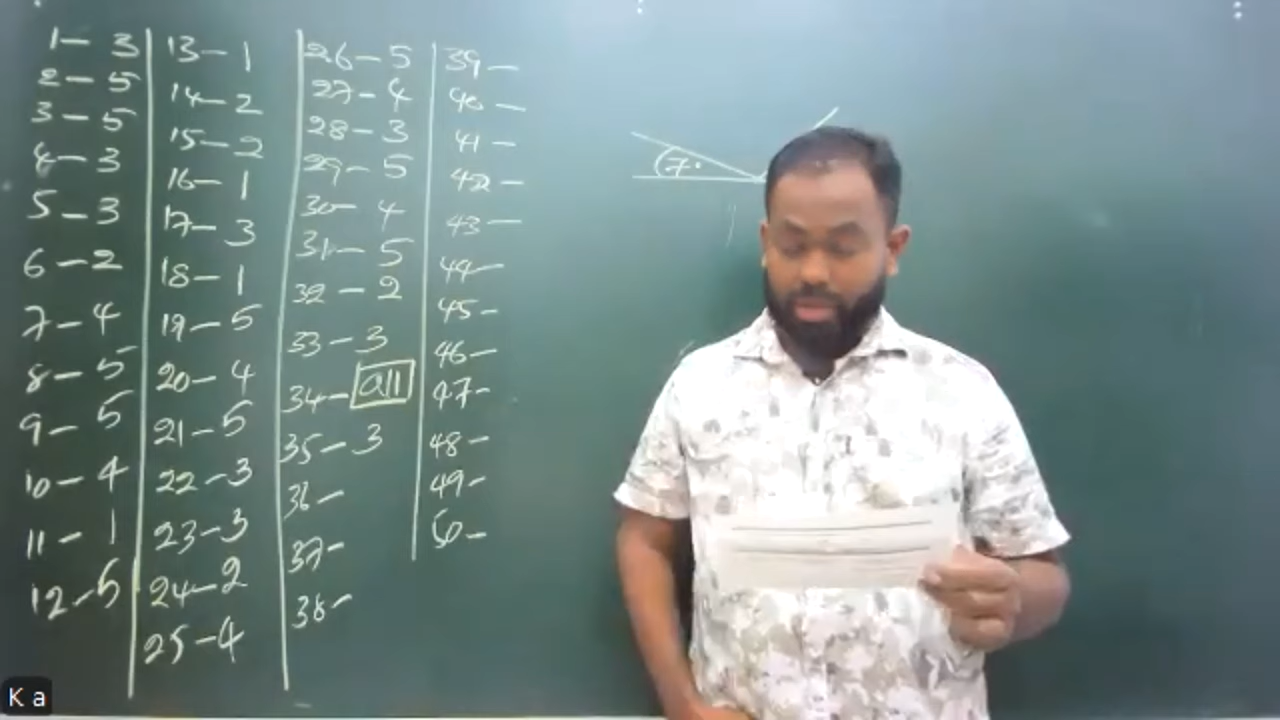 1 – 3
2 – 5
3 – 5
4 – 3
5 – 3
6 – 2
7 – 4
8 – 5
9 – 5
10 – 4
11 – 1
12 – 5
13 – 1
14 – 2
15 – 2
16 – 1
17 – 3
18 – 1
19 – 5
20 – 4
21 – 5
22 – 3
23 – 3
24 – 2
25 – 4
26 – 5
27 – 4
28 – 3
29 – 5
30 – 4
31 – 5
32 – 2
33 – 3
34 – all
35 – 3
36 –
37 –
38 –
39 –
40 –
41 –
42 –
43 –
44 –
45 –
46 –
47 –
48 –
49 –
50 –
7°
K a